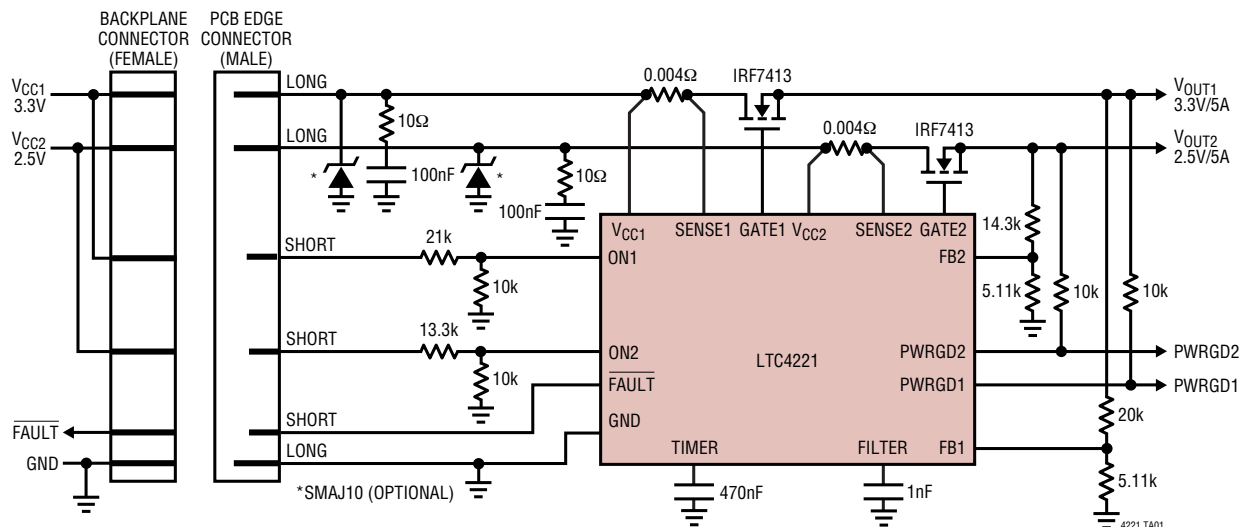 BACKPLANE
CONNECTOR
(FEMALE)
PCB EDGE
CONNECTOR
(MALE)
VCC1
3.3V
VCC2
2.5V
LONG
LONG
10Ω
100nF
*
*
10Ω
100nF
0.004Ω
IRF7413
0.004Ω
IRF7413
VOUT1
3.3V/5A
VOUT2
2.5V/5A
SHORT
21k
10k
SHORT
13.3k
10k
SHORT
LONG
FAULT
GND
*SMAJ10 (OPTIONAL)
VCC1
SENSE1
GATE1
VCC2
SENSE2
GATE2
ON1
ON2
FAULT
GND
LTC4221
FB2
PWRGD2
PWRGD1
FB1
TIMER
FILTER
470nF
1nF
14.3k
5.11k
10k
10k
PWRGD2
PWRGD1
20k
5.11k
4221 TA01